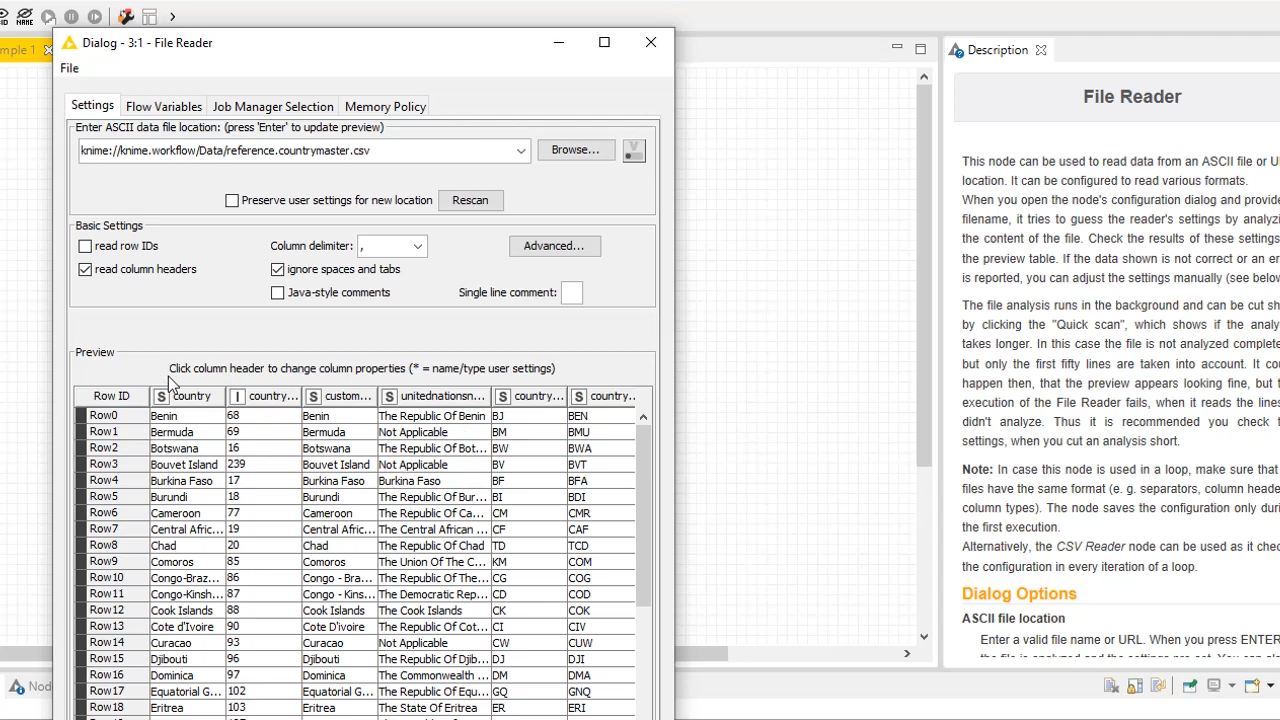 NAME
mple 1
Dialog - 3:1 - File Reader
File
Settings Flow Variables Job Manager Selection Memory Policy
Enter ASCII data file location: (press 'Enter' to update preview)
knime://knime.workflow/Data/reference.countrymaster.csv Browse... V
Preserve user settings for new location Rescan
Basic Settings
read row IDs Column delimiter: , Advanced...
read column headers ignore spaces and tabs
Java-style comments Single line comment:
Preview
Click column header to change column properties (* = name/type user settings)
Row ID S country I country... S custom... S unitednationsn... S country... S country...
Row0 Benin 68 Benin The Republic Of Benin BJ BEN
Row1 Bermuda 69 Bermuda Not Applicable BM BMU
Row2 Botswana 16 Botswana The Republic Of Bot... BW BWA
Row3 Bouvet Island 239 Bouvet Island Not Applicable BV BVT
Row4 Burkina Faso 17 Burkina Faso Burkina Faso BF BFA
Row5 Burundi 18 Burundi The Republic Of Bur... BI BDI
Row6 Cameroon 77 Cameroon The Republic Of Ca... CM CMR
Row7 Central Afric... 19 Central Afric... The Central African ... CF CAF
Row8 Chad 20 Chad The Republic Of Chad TD TCD
Row9 Comoros 85 Comoros The Union Of The C... KM COM
Row10 Congo-Braz... 86 Congo - Bra... The Republic Of The... CG COG
Row11 Congo-Kinsh... 87 Congo - Kins... The Democratic Rep... CD COD
Row12 Cook Islands 88 Cook Islands The Cook Islands CK COK
Row13 Cote d'Ivoire 90 Cote D'ivoire The Republic Of Cot... CI CIV
Row14 Curacao 93 Curacao Not Applicable CW CUW
Row15 Djibouti 96 Djibouti The Republic Of Djib... DJ DJI
Row16 Dominica 97 Dominica The Commonwealth ... DM DMA
Row17 Equatorial G... 102 Equatorial G... The Republic Of Equ... GQ GNQ
Row18 Eritrea 103 Eritrea The State Of Eritrea ER ERI
Description
File Reader
This node can be used to read data from an ASCII file or U
location. It can be configured to read various formats.
When you open the node's configuration dialog and provide
filename, it tries to guess the reader's settings by analyzi
the content of the file. Check the results of these settings
the preview table. If the data shown is not correct or an er
is reported, you can adjust the settings manually (see belo
The file analysis runs in the background and can be cut sh
by clicking the "Quick scan", which shows if the analy
takes longer. In this case the file is not analyzed complete
but only the first fifty lines are taken into account. It co
happen then, that the preview appears looking fine, but t
execution of the File Reader fails, when it reads the lines
didn't analyze. Thus it is recommended you check t
settings, when you cut an analysis short.
Note: In case this node is used in a loop, make sure that
files have the same format (e. g. separators, column heade
column types). The node saves the configuration only duri
the first execution.
Alternatively, the CSV Reader node can be used as it chec
the configuration in every iteration of a loop.
Dialog Options
ASCII file location
Enter a valid file name or URL. When you press ENTER
Nod